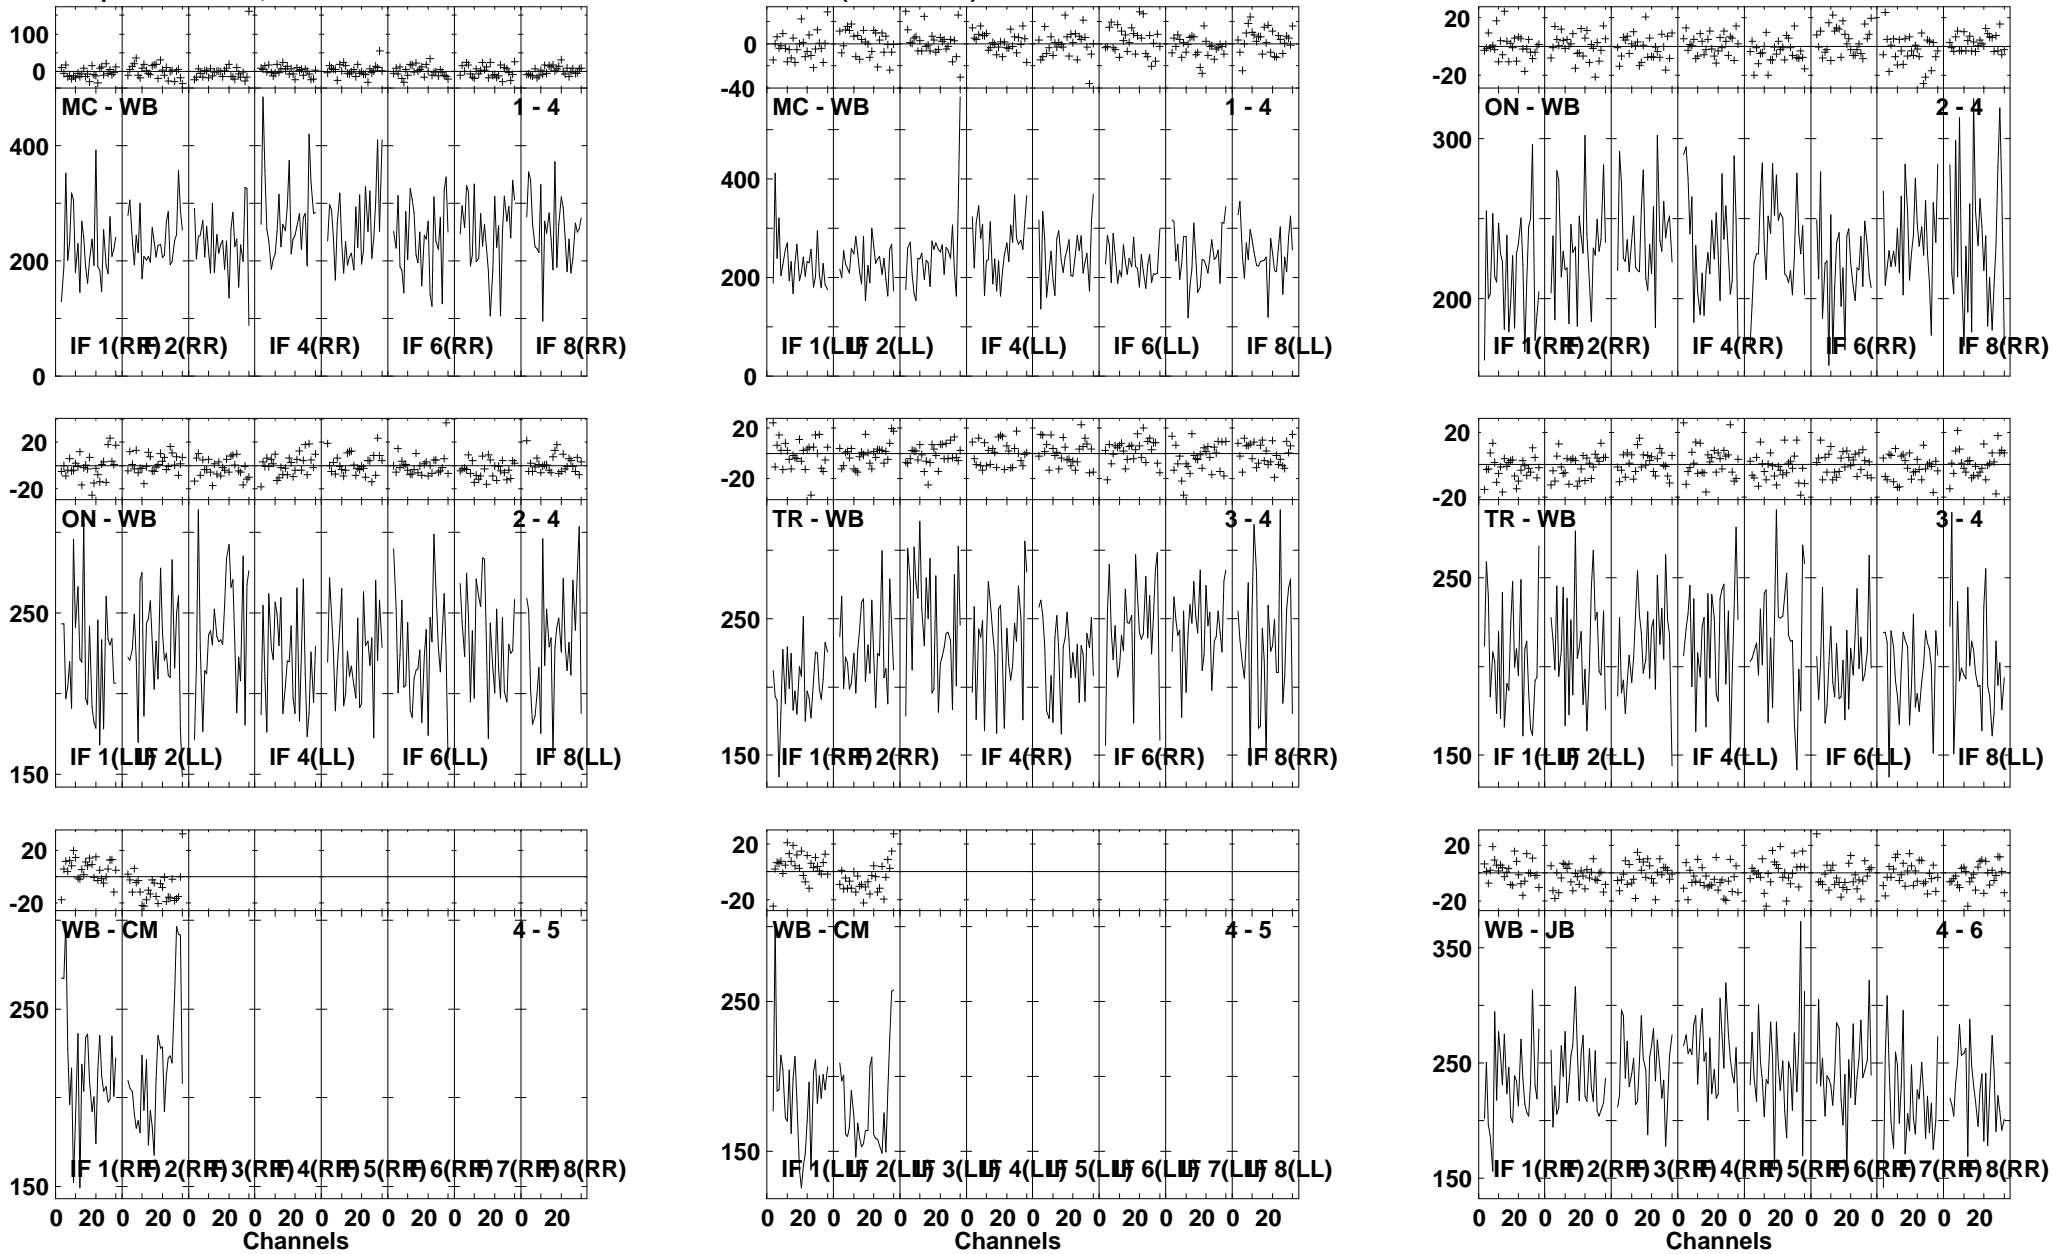 100
0
MC - WB 1 - 4
400
200
0
IF 1(RR) IF 2(RR) IF 4(RR) IF 6(RR) IF 8(RR)
0
-40
MC - WB 1 - 4
400
200
0
IF 1(LL) IF 2(LL) IF 4(LL) IF 6(LL) IF 8(LL)
20
-20
ON - WB 2 - 4
300
200
IF 1(RR) IF 2(RR) IF 4(RR) IF 6(RR) IF 8(RR)
20
-20
ON - WB 2 - 4
250
150
IF 1(LL) IF 2(LL) IF 4(LL) IF 6(LL) IF 8(LL)
20
-20
TR - WB 3 - 4
250
150
IF 1(RR) IF 2(RR) IF 4(RR) IF 6(RR) IF 8(RR)
20
-20
TR - WB 3 - 4
250
150
IF 1(LL) IF 2(LL) IF 4(LL) IF 6(LL) IF 8(LL)
20
-20
WB - CM 4 - 5
250
150
IF 1(RR) IF 2(RR) IF 3(RR) IF 4(RR) IF 5(RR) IF 6(RR) IF 7(RR) IF 8(RR)
0 20 0 20 0 20 0 20 0 20 0 20 0 20 0 20
Channels
20
-20
WB - CM 4 - 5
250
150
IF 1(LL) IF 2(LL) IF 3(LL) IF 4(LL) IF 5(LL) IF 6(LL) IF 7(LL) IF 8(LL)
0 20 0 20 0 20 0 20 0 20 0 20 0 20 0 20
Channels
20
-20
WB - JB 4 - 6
350
250
150
IF 1(RR) IF 2(RR) IF 3(RR) IF 4(RR) IF 5(RR) IF 6(RR) IF 7(RR) IF 8(RR)
0 20 0 20 0 20 0 20 0 20 0 20 0 20 0 20
Channels